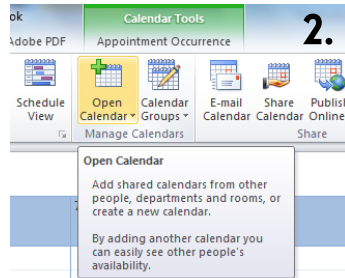 ok
Calendar Tools
2.
Adobe PDF
Appointment Occurrence
Schedule
View
Open
Calendar
Calendar
Groups
E-mail
Calendar
Share
Calendar
Publish
Online
Manage Calendars
Share
Open Calendar
Add shared calendars from other
people, departments and rooms, or
create a new calendar.
By adding another calendar you
can easily see other people's
availability.